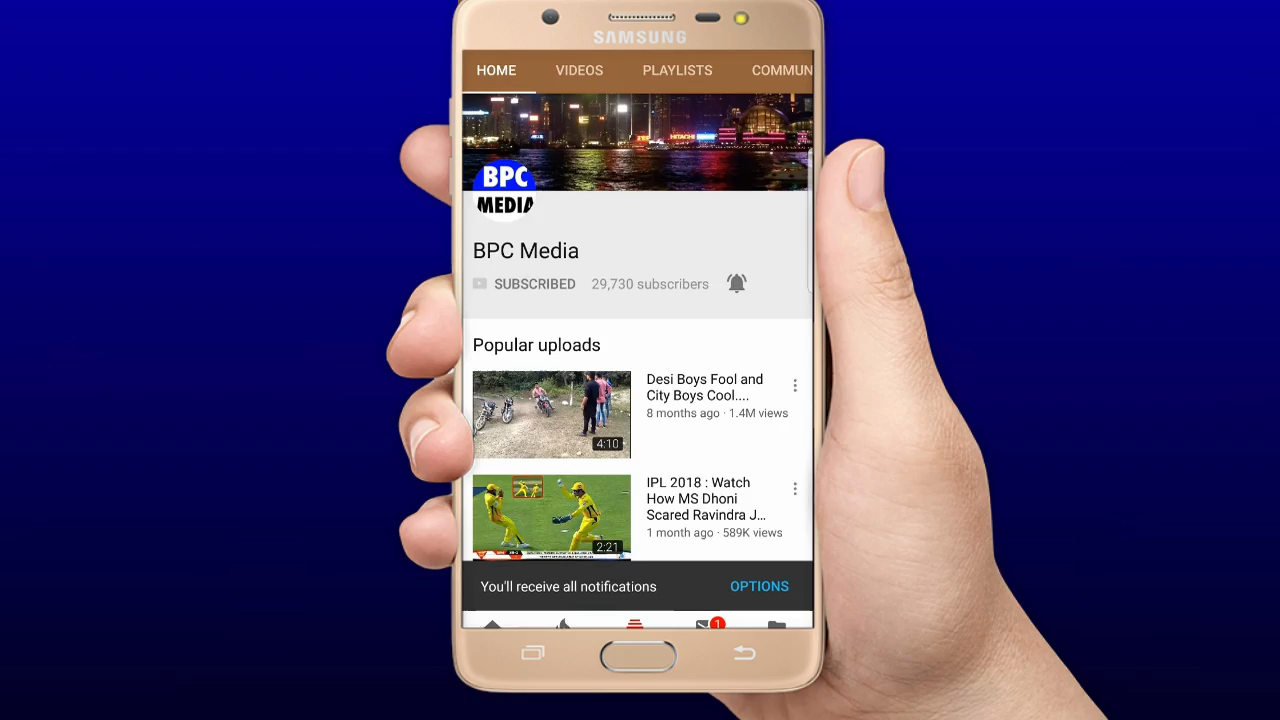 SAMSUNG
HOME VIDEOS PLAYLISTS COMMUN
HITACHI
BPC
MEDIA
BPC Media
SUBSCRIBED 29,730 subscribers
Popular uploads
Desi Boys Fool and
City Boys Cool....
8 months ago · 1.4M views
4:10
IPL 2018 : Watch
How MS Dhoni
Scared Ravindra J...
1 month ago · 589K views
2:21
You'll receive all notifications OPTIONS
1